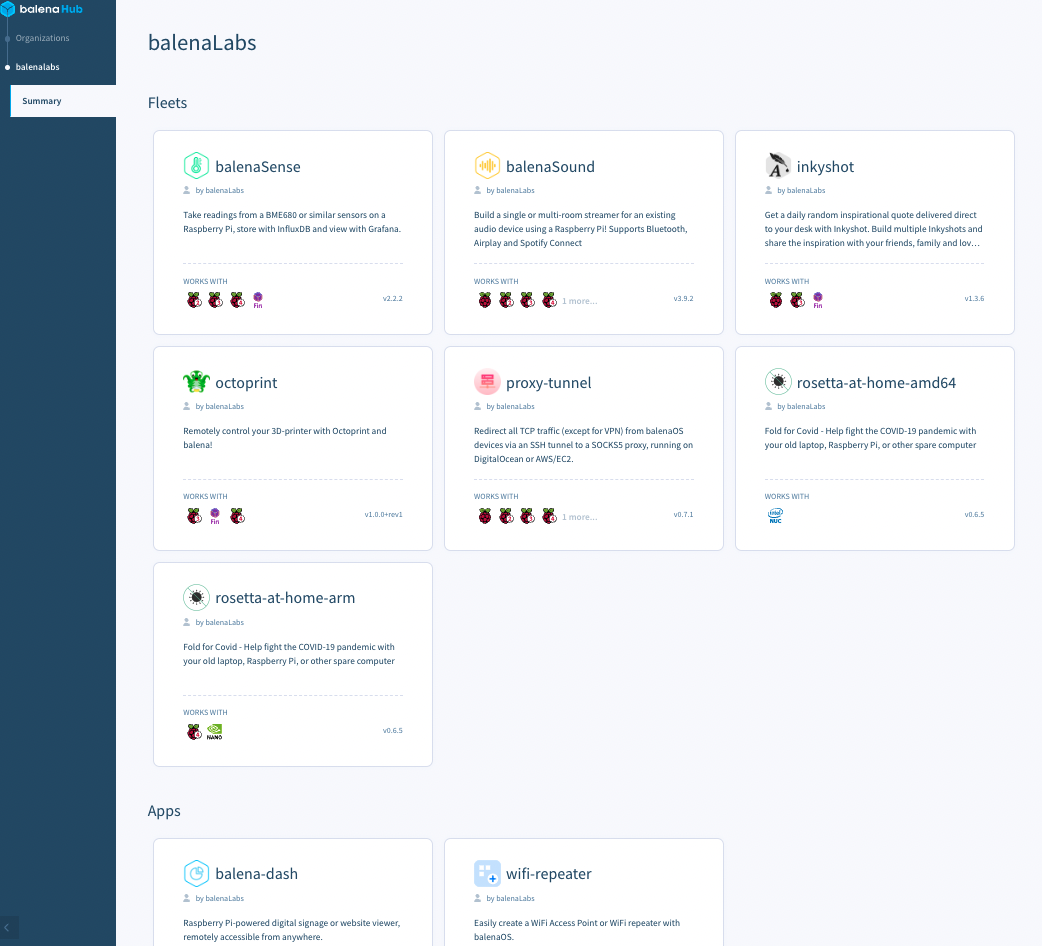 balenaHub
Organizations
balenalabs
Summary
balenaLabs
Fleets
balenaSense
by balenaLabs
Take readings from a BME680 or similar sensors on a
Raspberry Pi, store with InfluxDB and view with Grafana.
WORKS WITH
Fin
v2.2.2
balenaSound
by balenaLabs
Build a single or multi-room streamer for an existing
audio device using a Raspberry Pi! Supports Bluetooth,
Airplay and Spotify Connect
WORKS WITH
1 more...
v3.9.2
inkyshot
by balenaLabs
Get a daily random inspirational quote delivered direct
to your desk with Inkyshot. Build multiple Inkyshots and
share the inspiration with your friends, family and lov...
WORKS WITH
Fin
v1.3.6
octoprint
by balenaLabs
Remotely control your 3D-printer with Octoprint and
balena!
WORKS WITH
Fin
v1.0.0+rev1
proxy-tunnel
by balenaLabs
Redirect all TCP traffic (except for VPN) from balenaOS
devices via an SSH tunnel to a SOCKS5 proxy, running on
DigitalOcean or AWS/EC2.
WORKS WITH
1 more...
v0.7.1
rosetta-at-home-amd64
by balenaLabs
Fold for Covid - Help fight the COVID-19 pandemic with
your old laptop, Raspberry Pi, or other spare computer
WORKS WITH
intel
NUC
v0.6.5
rosetta-at-home-arm
by balenaLabs
Fold for Covid - Help fight the COVID-19 pandemic with
your old laptop, Raspberry Pi, or other spare computer
WORKS WITH
NANO
v0.6.5
Apps
balena-dash
by balenaLabs
Raspberry Pi-powered digital signage or website viewer,
remotely accessible from anywhere.
wifi-repeater
by balenaLabs
Easily create a WiFi Access Point or WiFi repeater with
balenaOS.